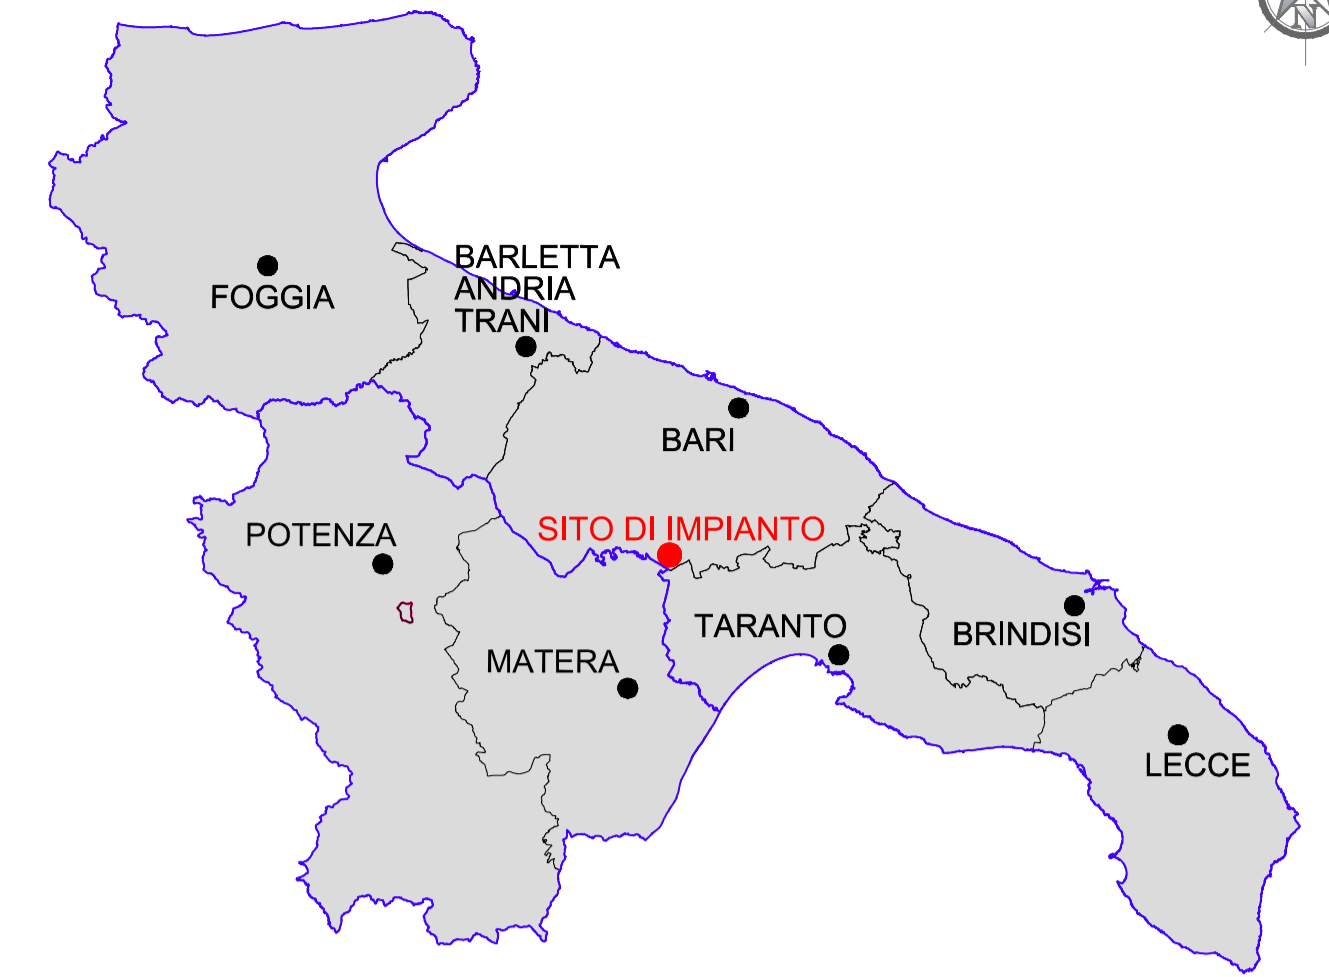 N
BARLETTA
ANDRIA
TRANI
FOGGIA
BARI
SITO DI IMPIANTO
POTENZA
TARANTO
BRINDISI
MATERA
LECCE